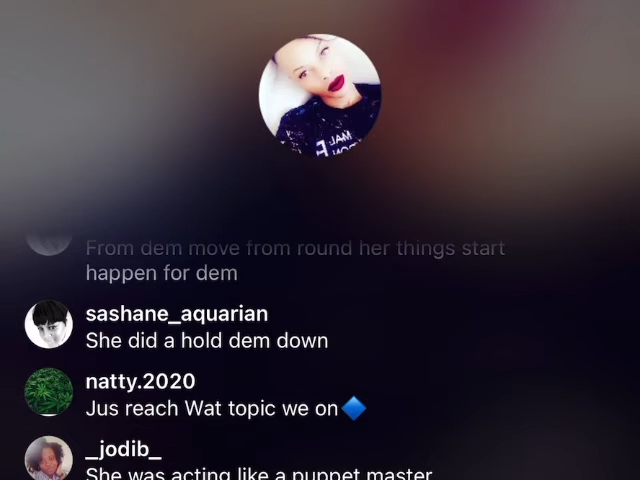 From dem move from round her things start
happen for dem
sashane_aquarian
She did a hold dem down
natty.2020
Jus reach Wat topic we on
_jodib_
She was acting like a puppet master